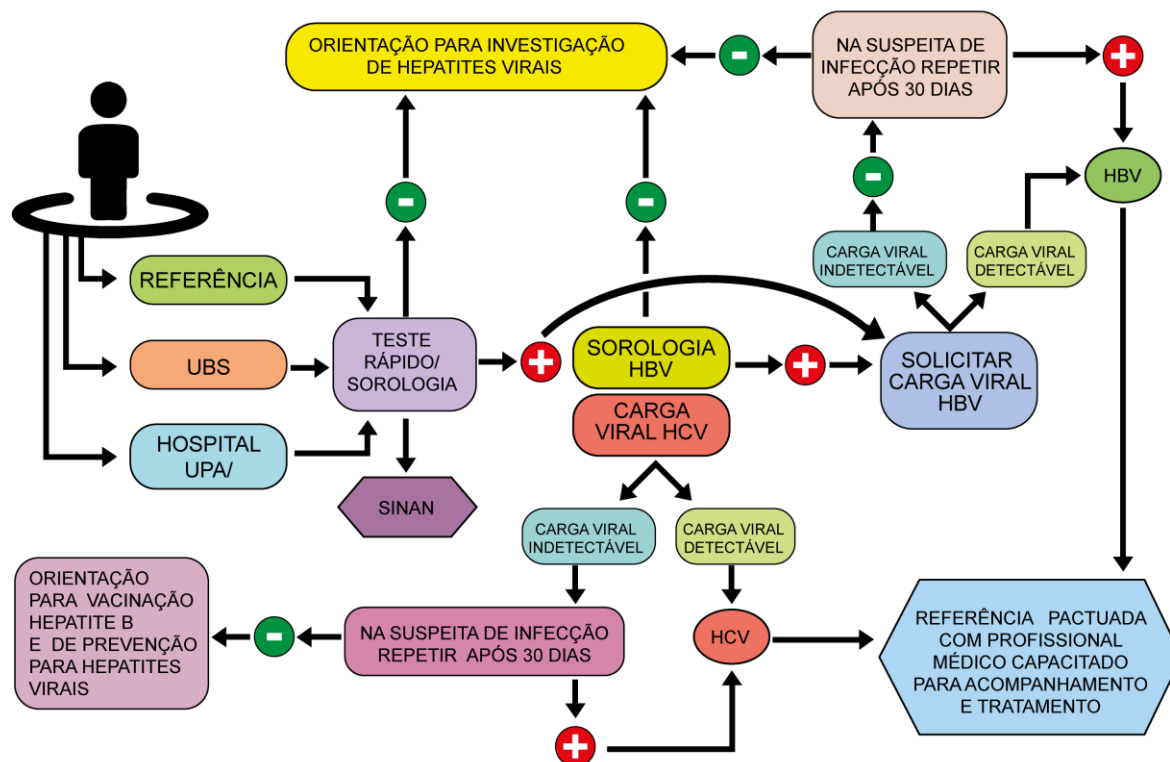 ORIENTAÇÃO PARA INVESTIGAÇÃO
DE HEPATITES VIRAIS
NA SUSPEITA DE
INFECÇÃO REPETIR
APÓS 30 DIAS
HBV
CARGA VIRAL
INDETECTÁVEL
CARGA VIRAL
DETECTÁVEL
REFERÊNCIA
UBS
HOSPITAL
UPA/
TESTE
RÁPIDO/
SOROLOGIA
SINAN
SOROLOGIA
HBV
CARGA
VIRAL HCV
SOLICITAR
CARGA VIRAL
HBV
CARGA VIRAL
INDETECTÁVEL
CARGA VIRAL
DETECTÁVEL
ORIENTAÇÃO
PARA VACINAÇÃO
HEPATITE B
E DE PREVENÇÃO
PARA HEPATITES
VIRAIS
NA SUSPEITA DE INFECÇÃO
REPETIR APÓS 30 DIAS
HCV
REFERÊNCIA PACTUADA
COM PROFISSIONAL
MÉDICO CAPACITADO
PARA ACOMPANHAMENTO
E TRATAMENTO